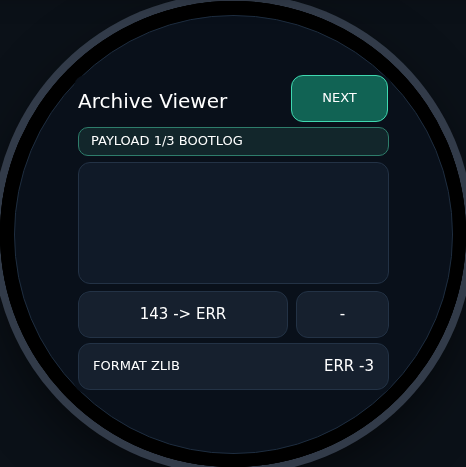 Archive Viewer
NEXT
PAYLOAD 1/3 BOOTLOG
143 -> ERR
-
FORMAT ZLIB
ERR -3